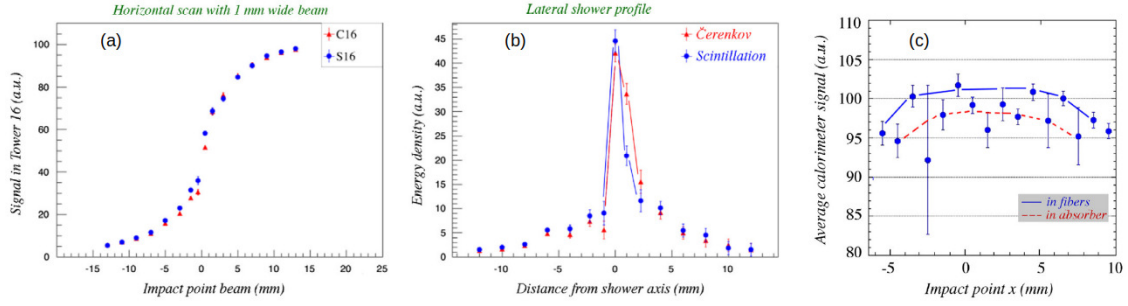 Horizontal scan with 1 mm wide beam
(a)
C16
S16
Signal in Tower 16 (a.u.)
100
80
60
40
20
0
-15
-10
-5
0
5
10
15
20
25
Impact point beam (mm)
Lateral shower profile
(b)
Čerenkov
Scintillation
Energy density (a.u.)
45
40
35
30
25
20
15
10
5
0
-10
-5
0
5
10
Distance from shower axis (mm)
(c)
Average calorimeter signal (a.u.)
110
105
100
95
90
85
80
in fibers
in absorber
-5
0
5
10
Impact point x (mm)